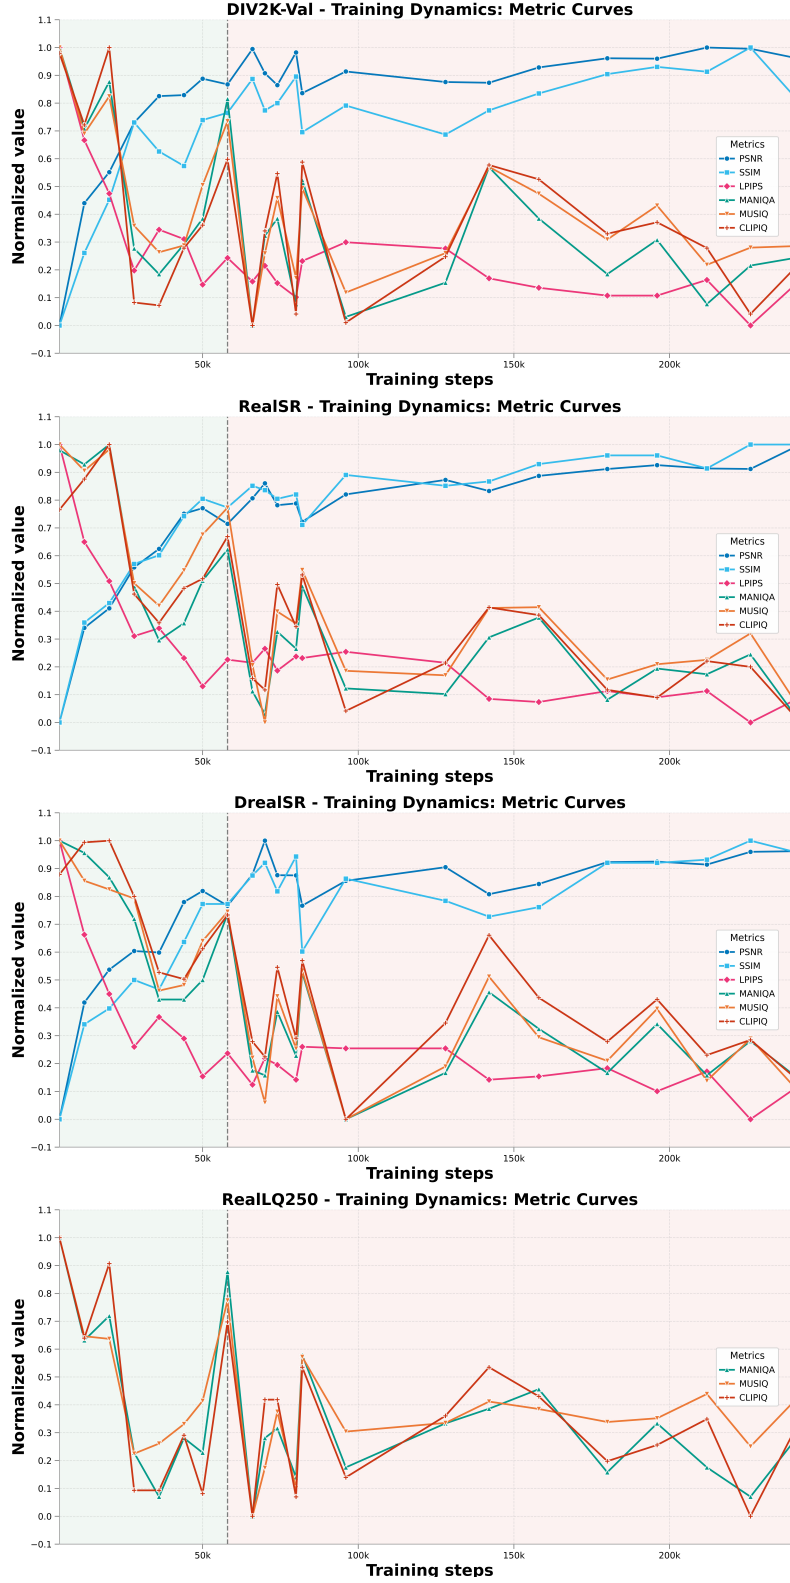 DIV2K-Val - Training Dynamics: Metric Curves
1.1
1.0
0.9
0.8
0.7
0.6
0.5
0.4
0.3
0.2
0.1
0.0
−0.1
Normalized value
Metrics
PSNR
SSIM
LPIPS
MANIQA
MUSIQ
CLIPIQ
50k 100k 150k 200k
Training steps
RealSR - Training Dynamics: Metric Curves
1.1
1.0
0.9
0.8
0.7
0.6
0.5
0.4
0.3
0.2
0.1
0.0
−0.1
Normalized value
Metrics
PSNR
SSIM
LPIPS
MANIQA
MUSIQ
CLIPIQ
50k 100k 150k 200k
Training steps
DrealSR - Training Dynamics: Metric Curves
1.1
1.0
0.9
0.8
0.7
0.6
0.5
0.4
0.3
0.2
0.1
0.0
−0.1
Normalized value
Metrics
PSNR
SSIM
LPIPS
MANIQA
MUSIQ
CLIPIQ
50k 100k 150k 200k
Training steps
RealLQ250 - Training Dynamics: Metric Curves
1.1
1.0
0.9
0.8
0.7
0.6
0.5
0.4
0.3
0.2
0.1
0.0
−0.1
Normalized value
Metrics
MANIQA
MUSIQ
CLIPIQ
50k 100k 150k 200k
Training steps